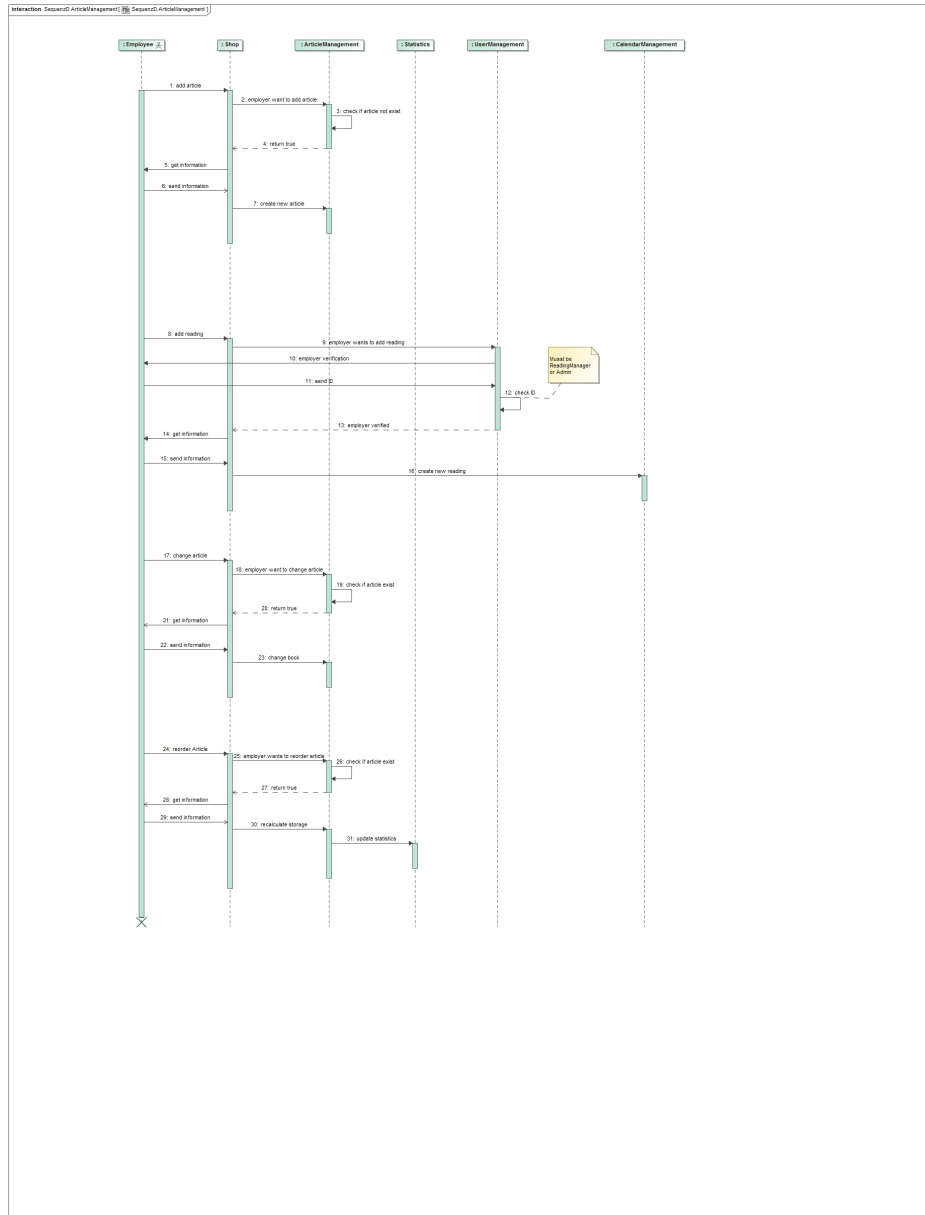 interaction SequenzD.ArticleManagement[ SequenzD.ArticleManagement ]
: Employee
: Shop
: ArticleManagement
: Statistics
: UserManagement
: CalendarManagement
1: add article
2: employer want to add article
3: check if article not exist
4: return true
5: get information
6: send information
7: create new article
8: add reading
9: employer wants to add reading
10: employer verification
Muast be
ReadingManager
or Admin
11: send ID
12: check ID
13: employer verified
14: get information
15: send information
16: create new reading
17: change article
18: employer want to change article
19: check if article exist
20: return true
21: get information
22: send information
23: change book
24: reorder Article
25: employer wants to reorder article
26: check if article exist
27: return true
28: get information
29: send information
30: recalculate storage
31: update statistics